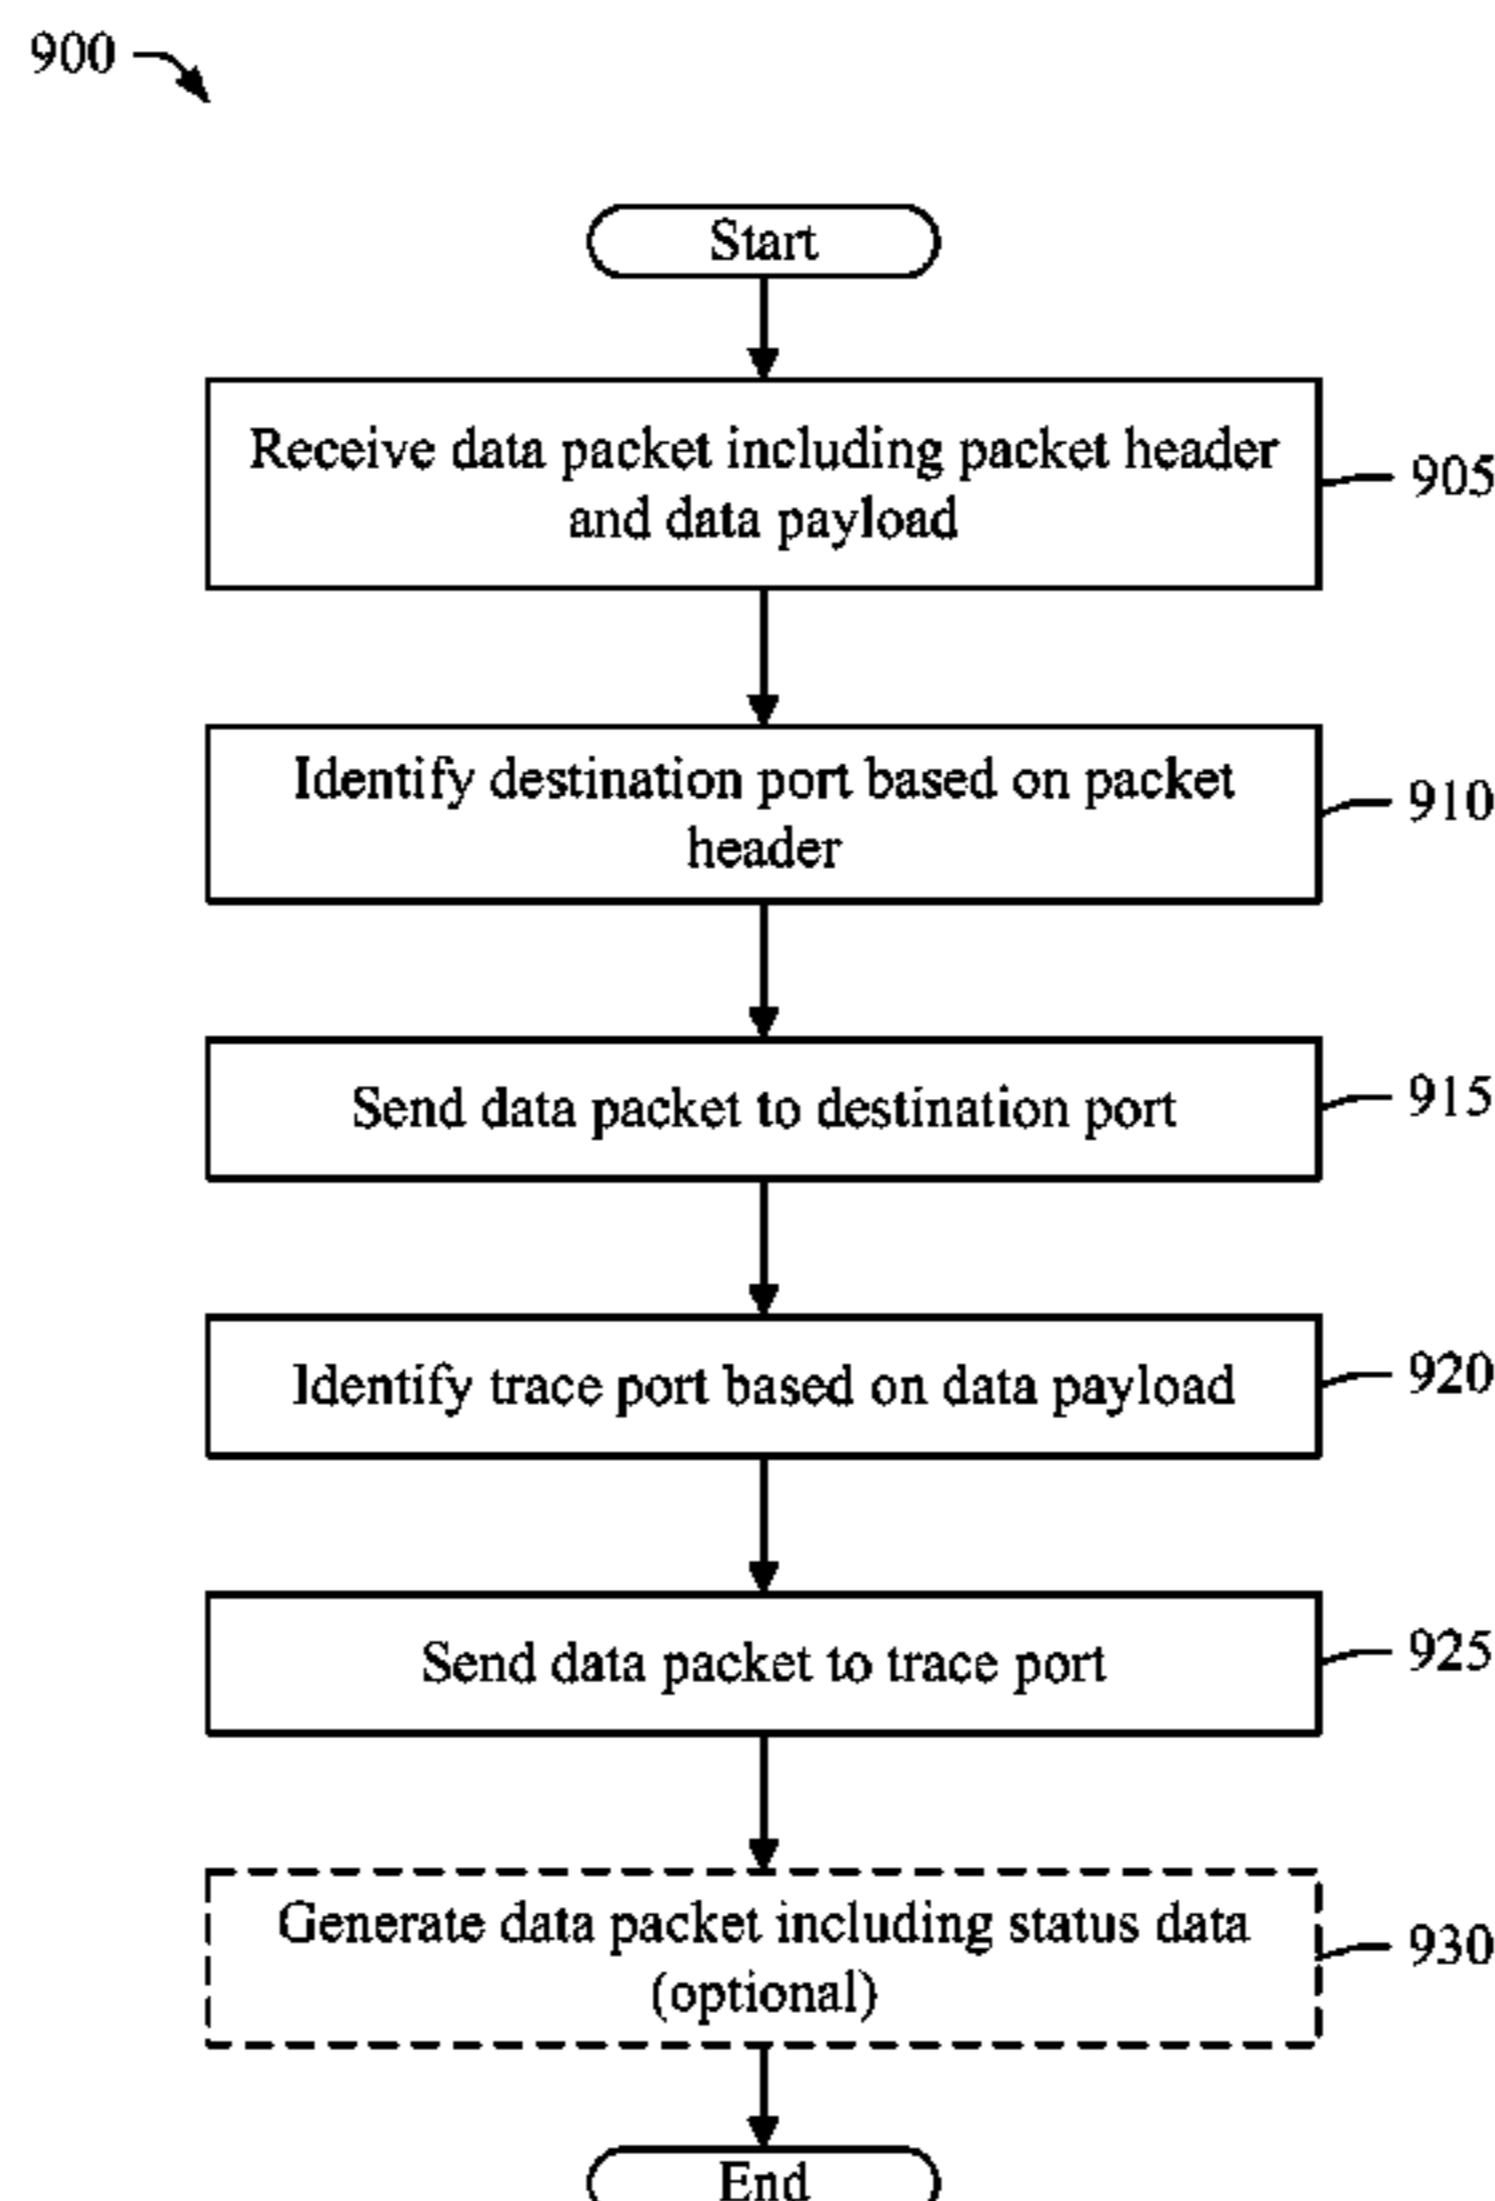 900
Start
Receive data packet including packet header
and data payload
905
Identify destination port based on packet
header
910
Send data packet to destination port
915
Identify trace port based on data payload
920
Send data packet to trace port
925
Generate data packet including status data
(optional)
930
End